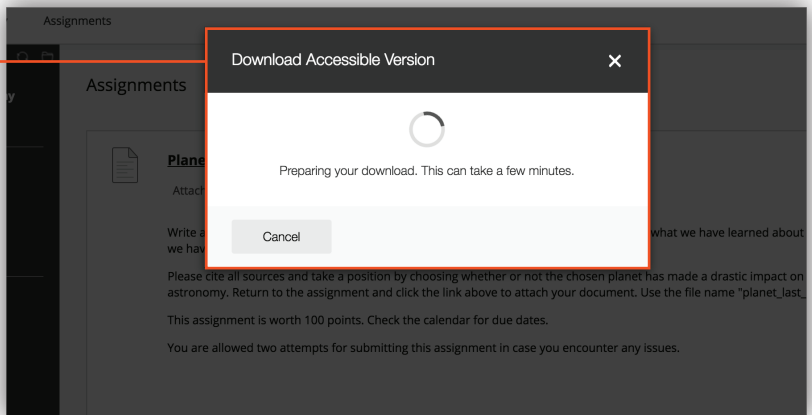 Assignments
Download Accessible Version
Assignments
Preparing your download. This can take a few minutes.
Cancel
Write what we have learned about
we
Please cite all sources and take a position by choosing whether or not the chosen planet has made a drastic impact on
astronomy. Return to the assignment and click the link above to attach your document. Use the file name "planet_last_
This assignment is worth 100 points. Check the calendar for due dates.
You are allowed two attempts for submitting this assignment in case you encounter any issues.